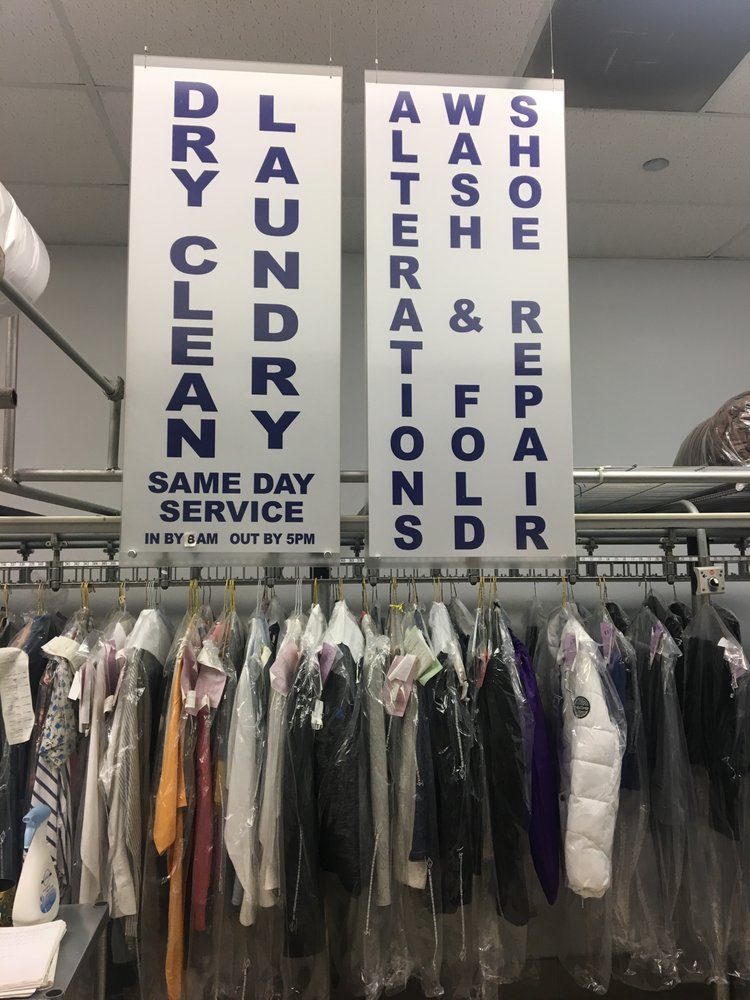 DRY CLEAN
LAUNDRY
SAME DAY
SERVICE
IN BY 8AM OUT BY 5PM
ALTERATIONS
WASH & FOLD
SHOE REPAIR